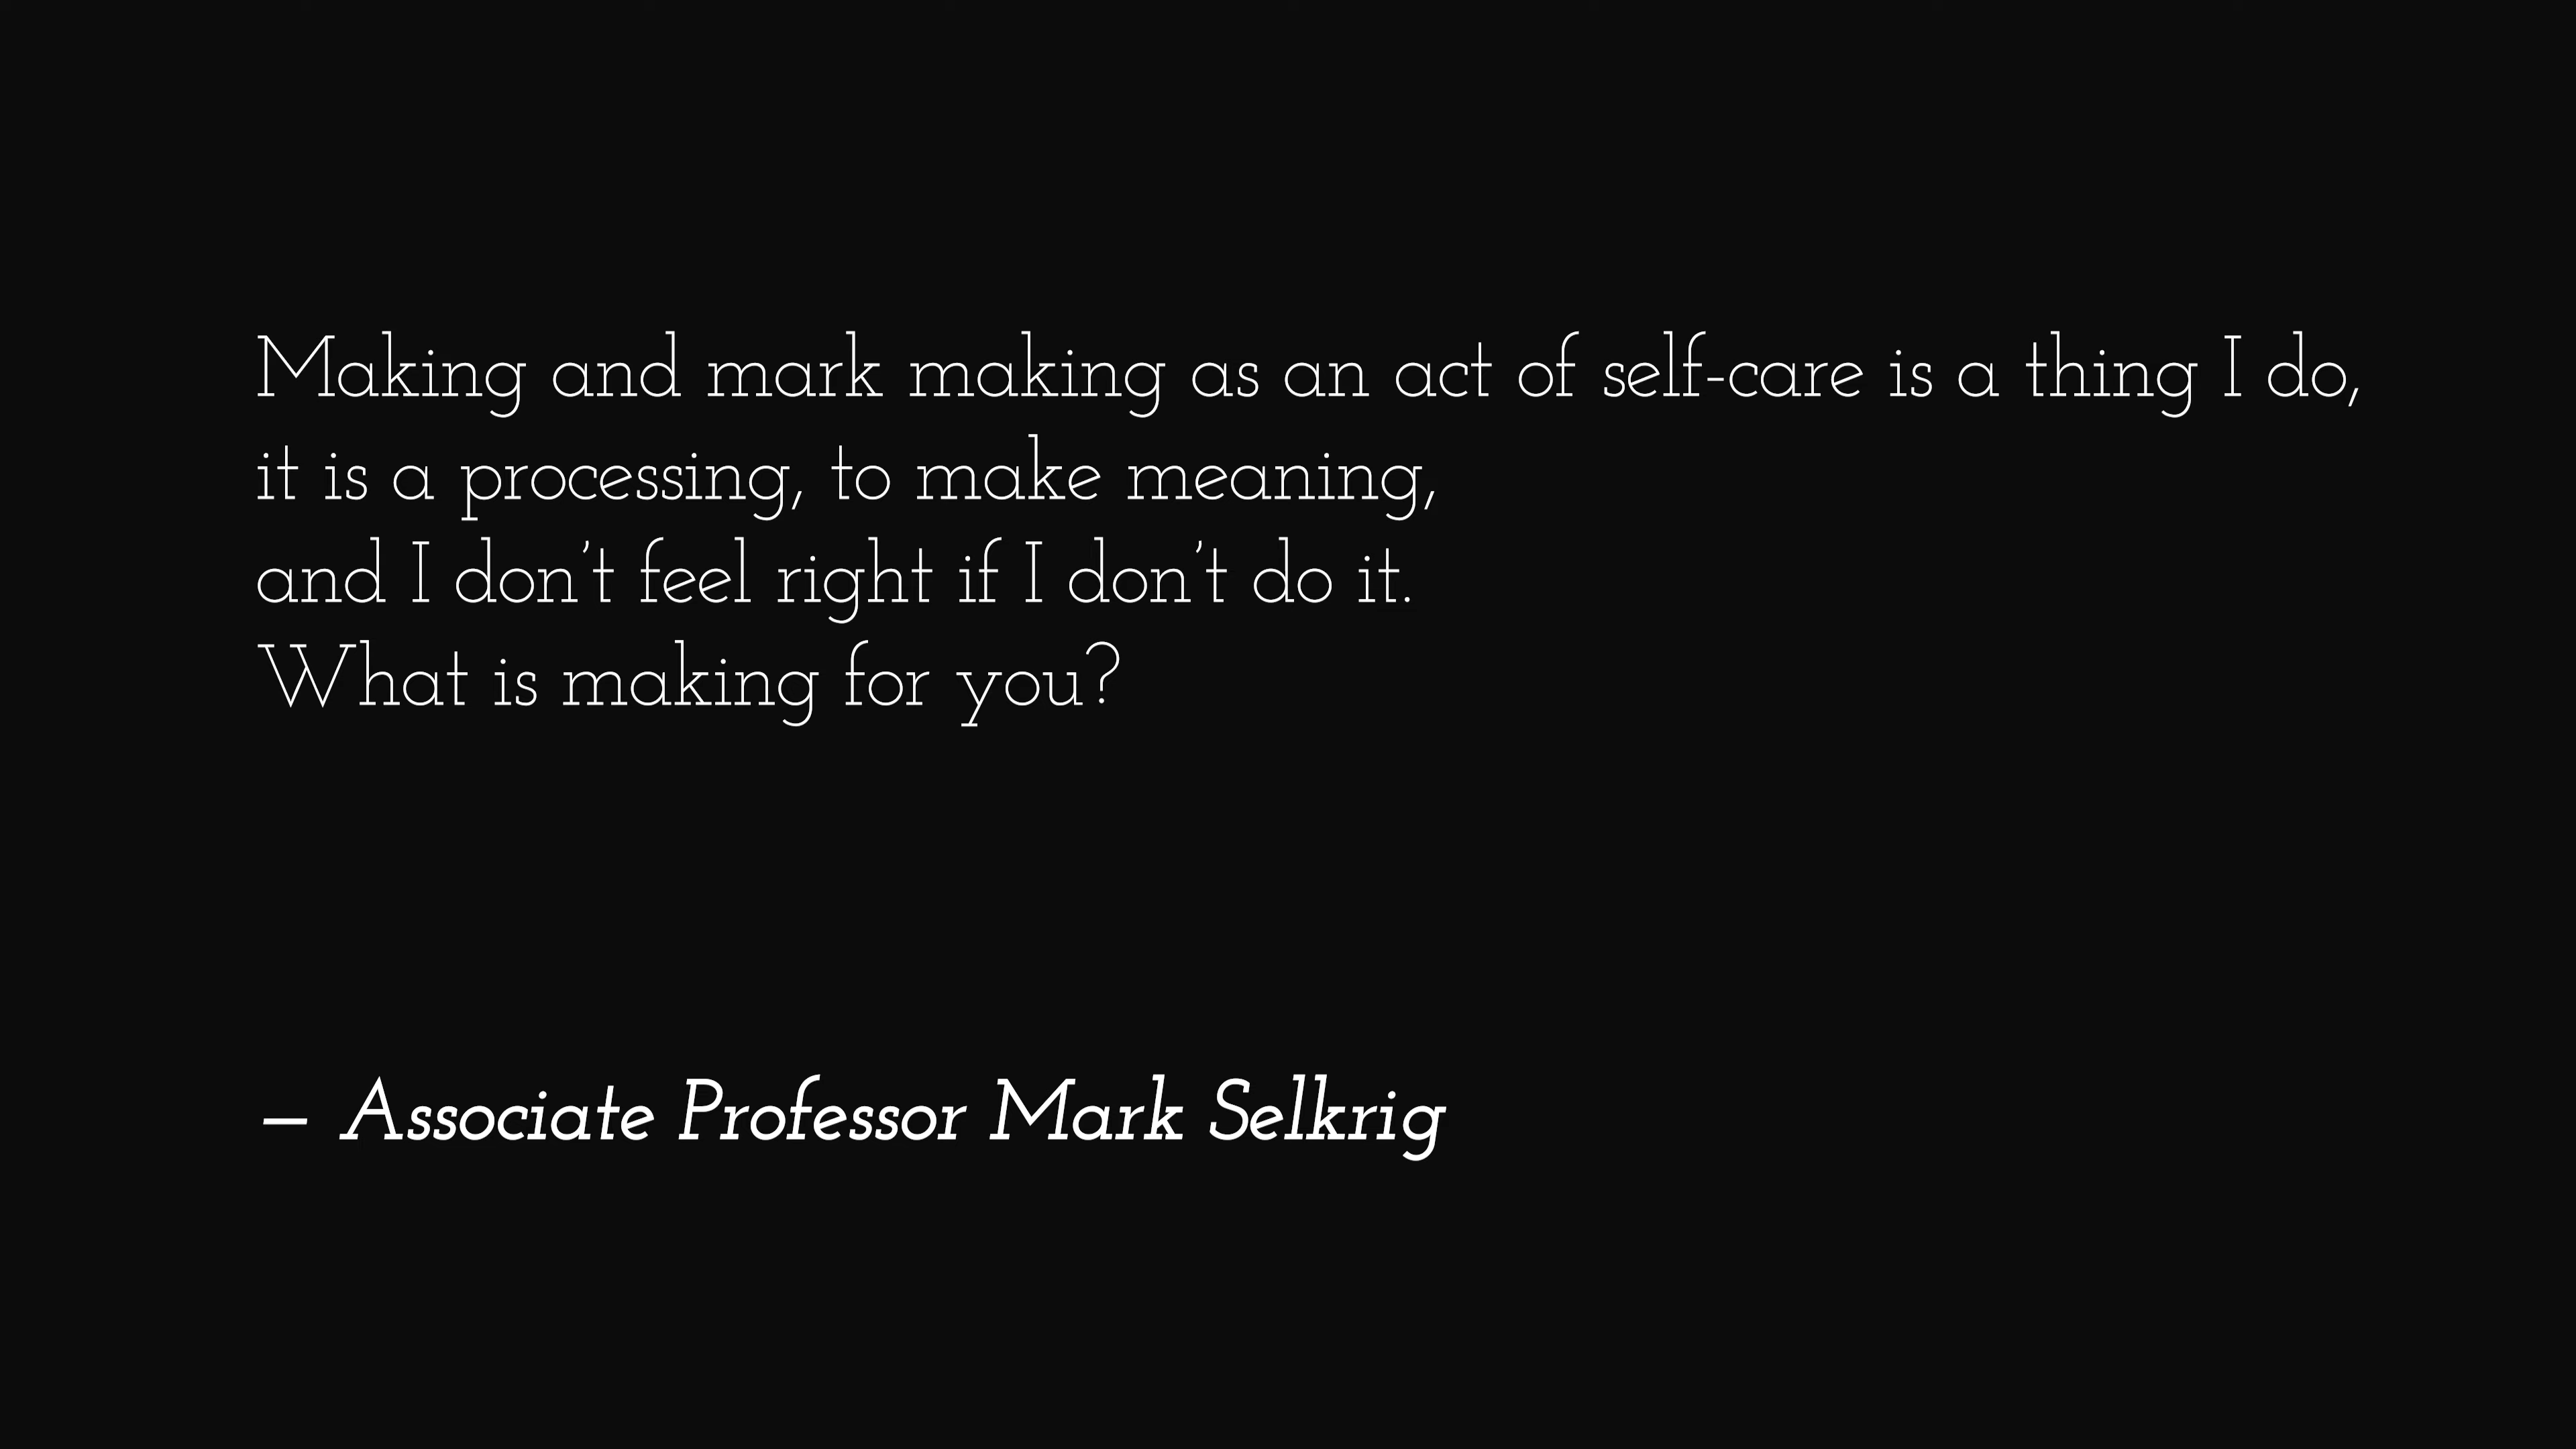 Making and mark making as an act of self-care is a thing I do,
it is a processing, to make meaning,
and I don’t feel right if I don’t do it.
What is making for you?
– Associate Professor Mark Selkrig